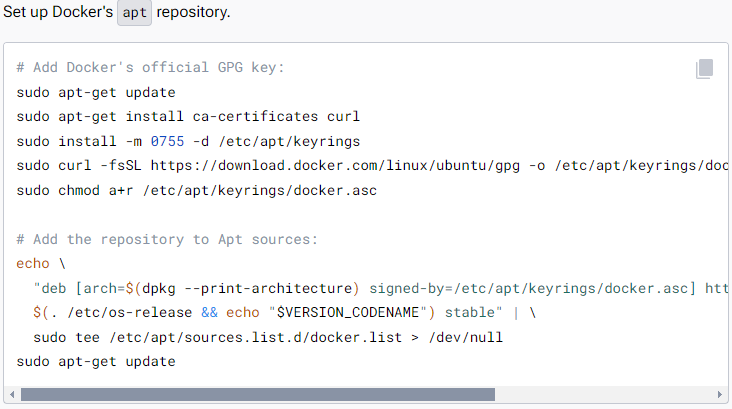 Set up Docker's apt repository.
# Add Docker's official GPG key:
sudo apt-get update
sudo apt-get install ca-certificates curl
sudo install -m 0755 -d /etc/apt/keyrings
sudo curl -fsSL https://download.docker.com/linux/ubuntu/gpg -o /etc/apt/keyrings/doc
sudo chmod a+r /etc/apt/keyrings/docker.asc
# Add the repository to Apt sources:
echo \
"deb [arch=$(dpkg --print-architecture) signed-by=/etc/apt/keyrings/docker.asc] htt
$(. /etc/os-release && echo "$VERSION_CODENAME") stable" | \
sudo tee /etc/apt/sources.list.d/docker.list > /dev/null
sudo apt-get update